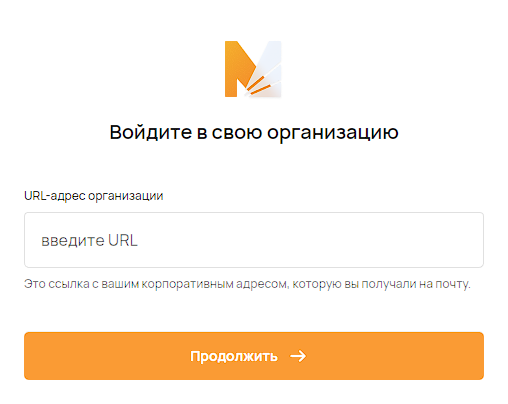 Войдите в свою организацию
URL-адрес организации
введите URL
Это ссылка с вашим корпоративным адресом, которую вы получали на почту.
Продолжить →